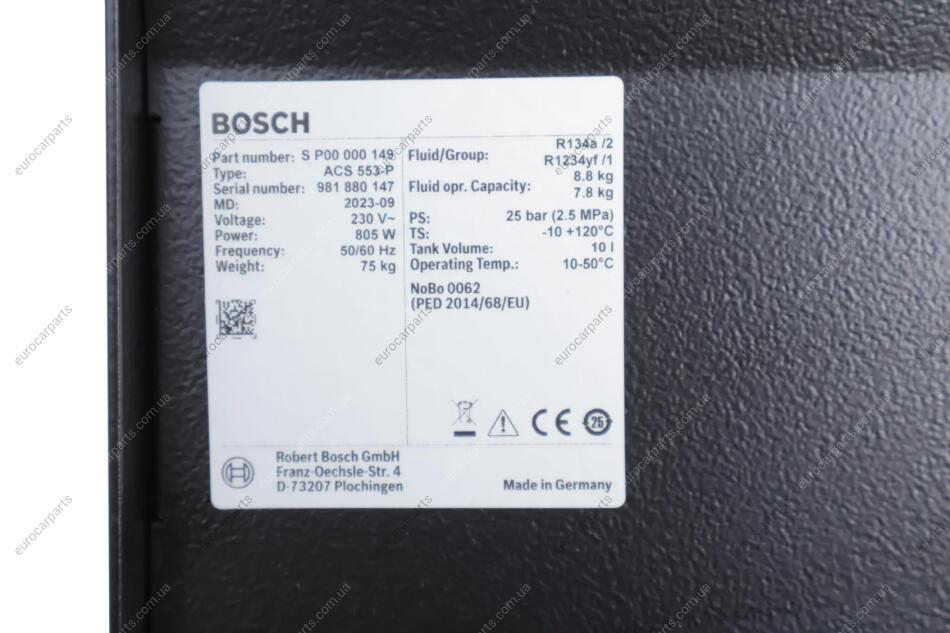 BOSCH
Part number: S P00 000 149
Type: ACS 553-P
Serial number: 981 880 147
MD: 2023-09
Voltage: 230 V~
Power: 805 W
Frequency: 50/60 Hz
Weight: 75 kg
Fluid/Group: R134a /2
R1234yf /1
Fluid opr. Capacity: 8.8 kg
7.8 kg
PS: 25 bar (2.5 MPa)
TS: -10 +120°C
Tank Volume: 10 l
Operating Temp.: 10-50°C
NoBo 0062
(PED 2014/68/EU)
CE 25
Robert Bosch GmbH
Franz-Oechsle-Str. 4
D-73207 Plochingen
Made in Germany
eurocarparts.com.ua